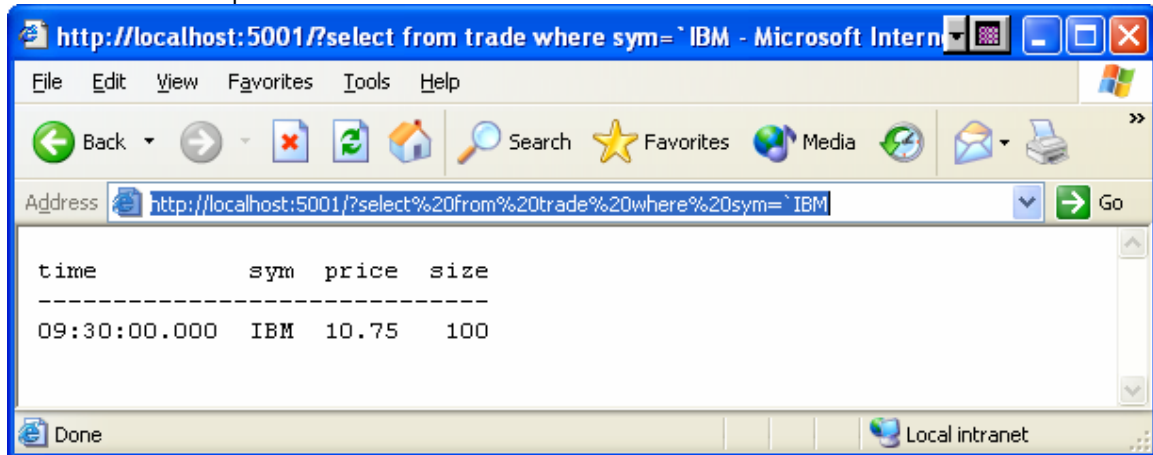 http://localhost:5001/?select from trade where sym=`IBM - Microsoft Intern
File Edit View Favorites Tools Help
Back Search Favorites Media »
Address http://localhost:5001/?select%20from%20trade%20where%20sym=`IBM Go
time sym price size
------------------------------
09:30:00.000 IBM 10.75 100
Done Local intranet